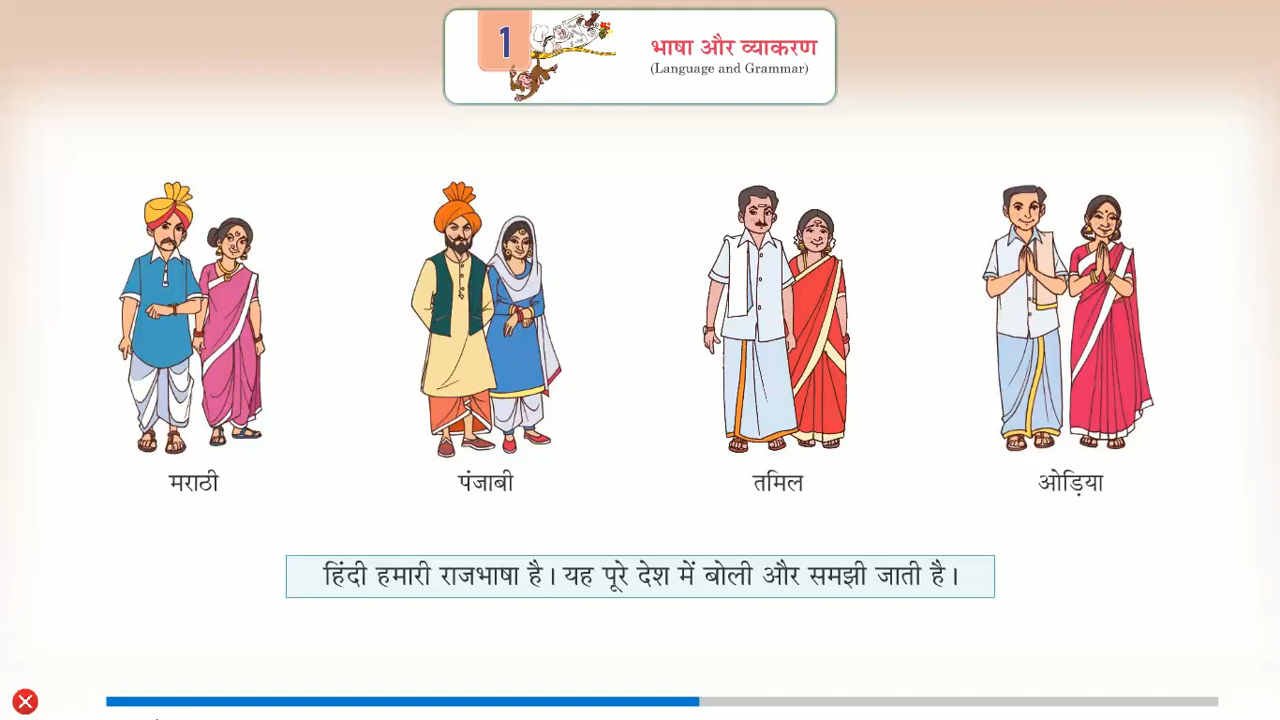 1
भाषा और व्याकरण
(Language and Grammar)
मराठी
पंजाबी
तमिल
ओड़िया
हिंदी हमारी राजभाषा है। यह पूरे देश में बोली और समझी जाती है।